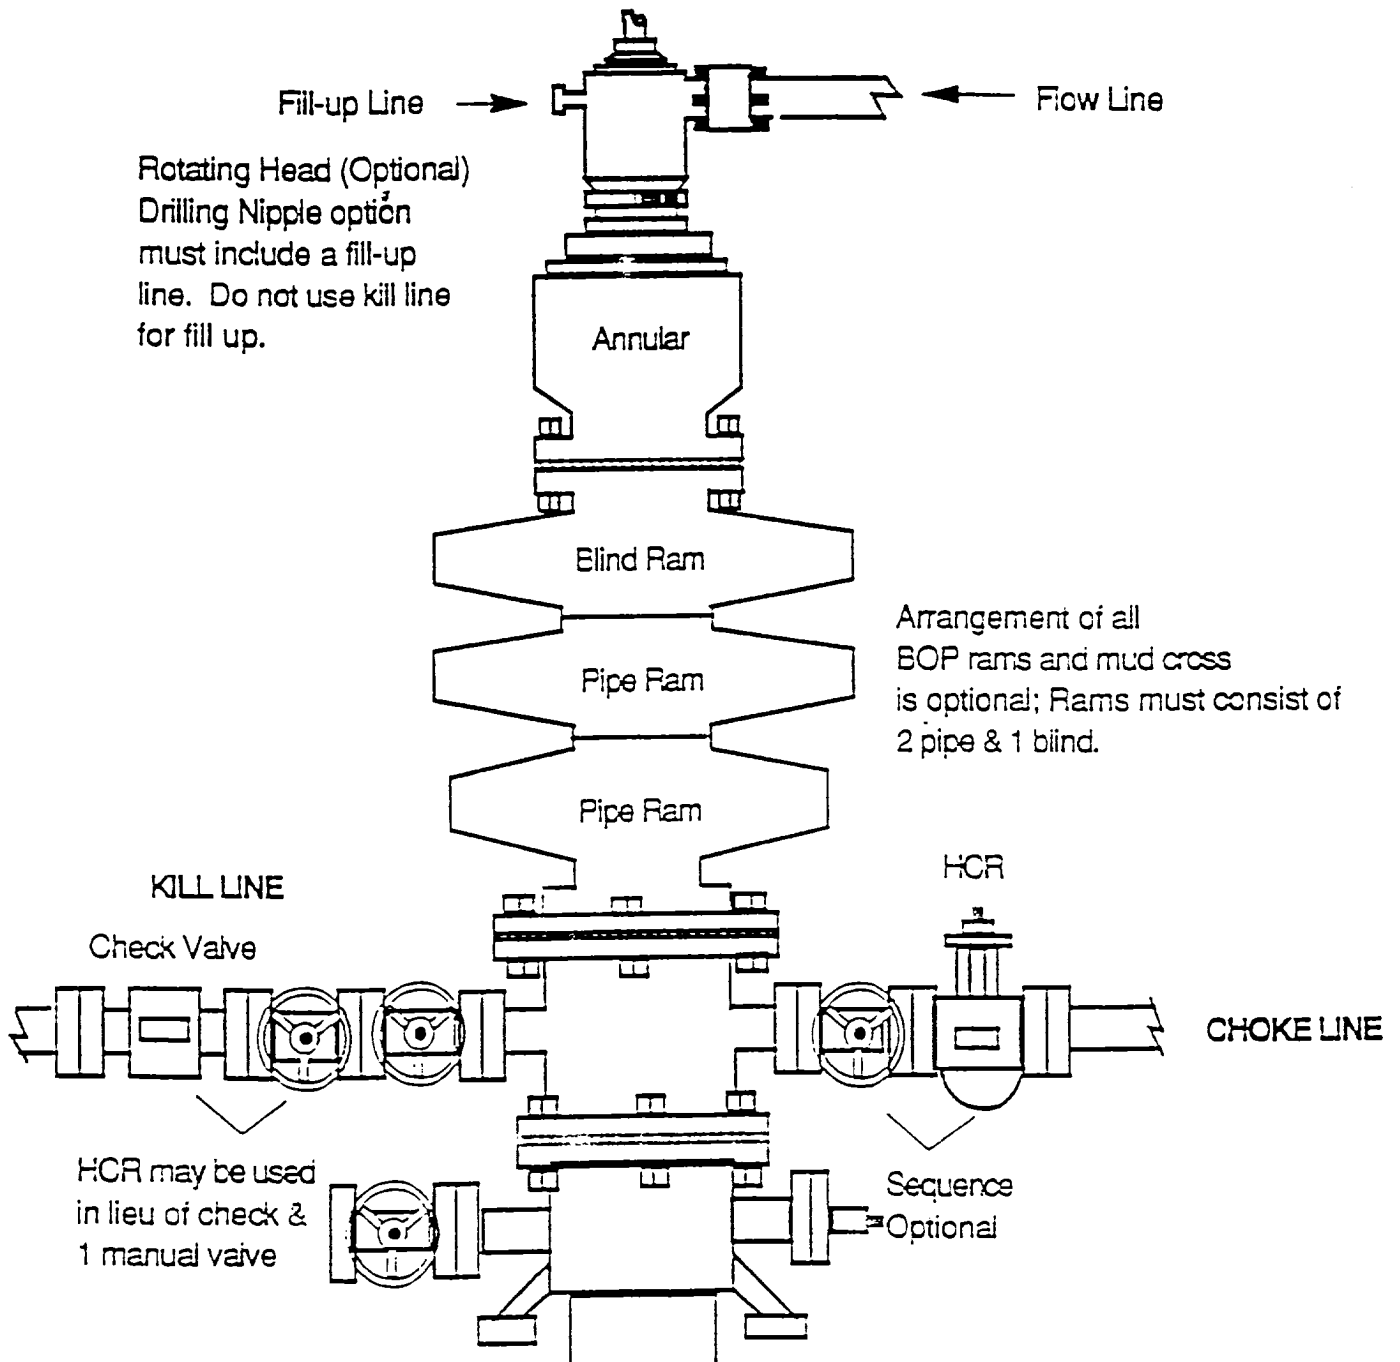 Fill-up Line
Flow Line
Rotating Head (Optional)
Drilling Nipple option
must include a fill-up
line. Do not use kill line
for fill up.
Annular
Blind Ram
Arrangement of all
BOP rams and mud cross
is optional; Rams must consist of
2 pipe & 1 blind.
Pipe Ram
Pipe Ram
HCR
KILL LINE
Check Valve
CHOKE LINE
HCR may be used
in lieu of check &
1 manual valve
Sequence
Optional